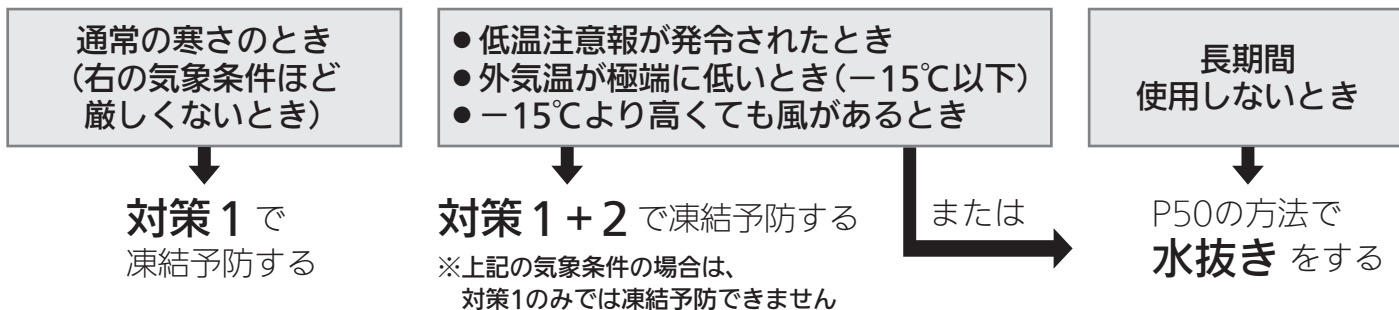 通常の寒さのとき
（右の気象条件ほど
厳しくないとき）
対策1で
凍結予防する
●低温注意報が発令されたとき
●外気温が極端に低いとき（－15℃以下）
●－15℃より高くても風があるとき
対策1＋2で凍結予防する
※上記の気象条件の場合は、
対策1のみでは凍結予防できません
または
長期間
使用しないとき
P50の方法で
水抜きをする